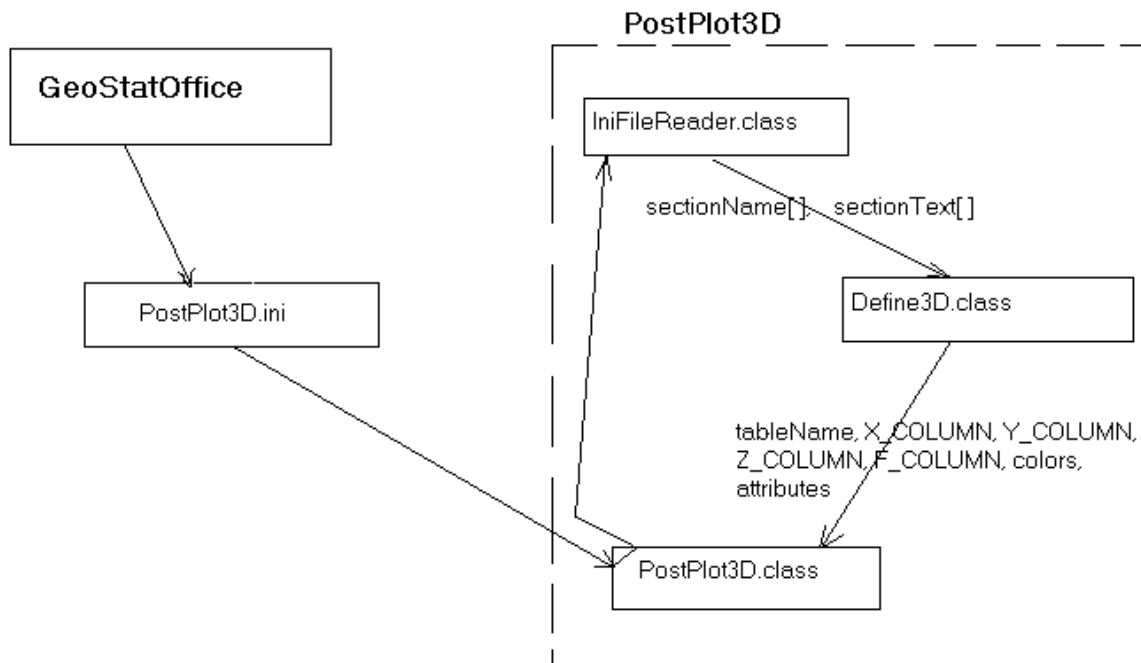 PostPlot3D
GeoStatOffice
IniFileReader.class
sectionName[], sectionText[]
PostPlot3D.ini
Define3D.class
tableName, X_COLUMN, Y_COLUMN,
Z_COLUMN, F_COLUMN, colors,
attributes
PostPlot3D.class